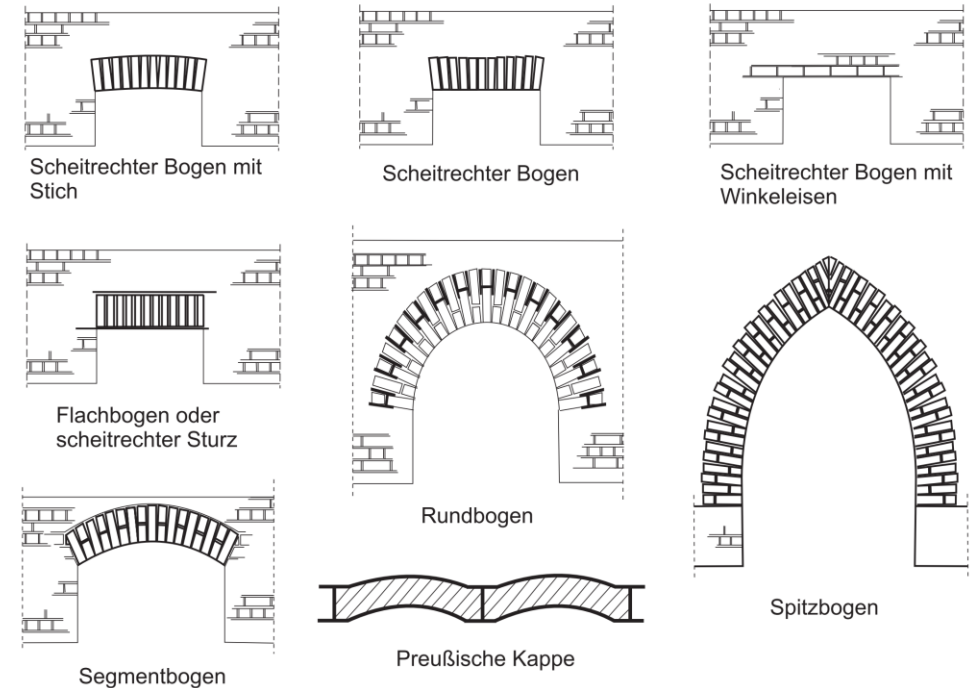 Scheitrechter Bogen mit
Stich
Scheitrechter Bogen
Scheitrechter Bogen mit
Winkeleisen
Flachbogen oder
scheitrechter Sturz
Rundbogen
Spitzbogen
Segmentbogen
Preußische Kappe